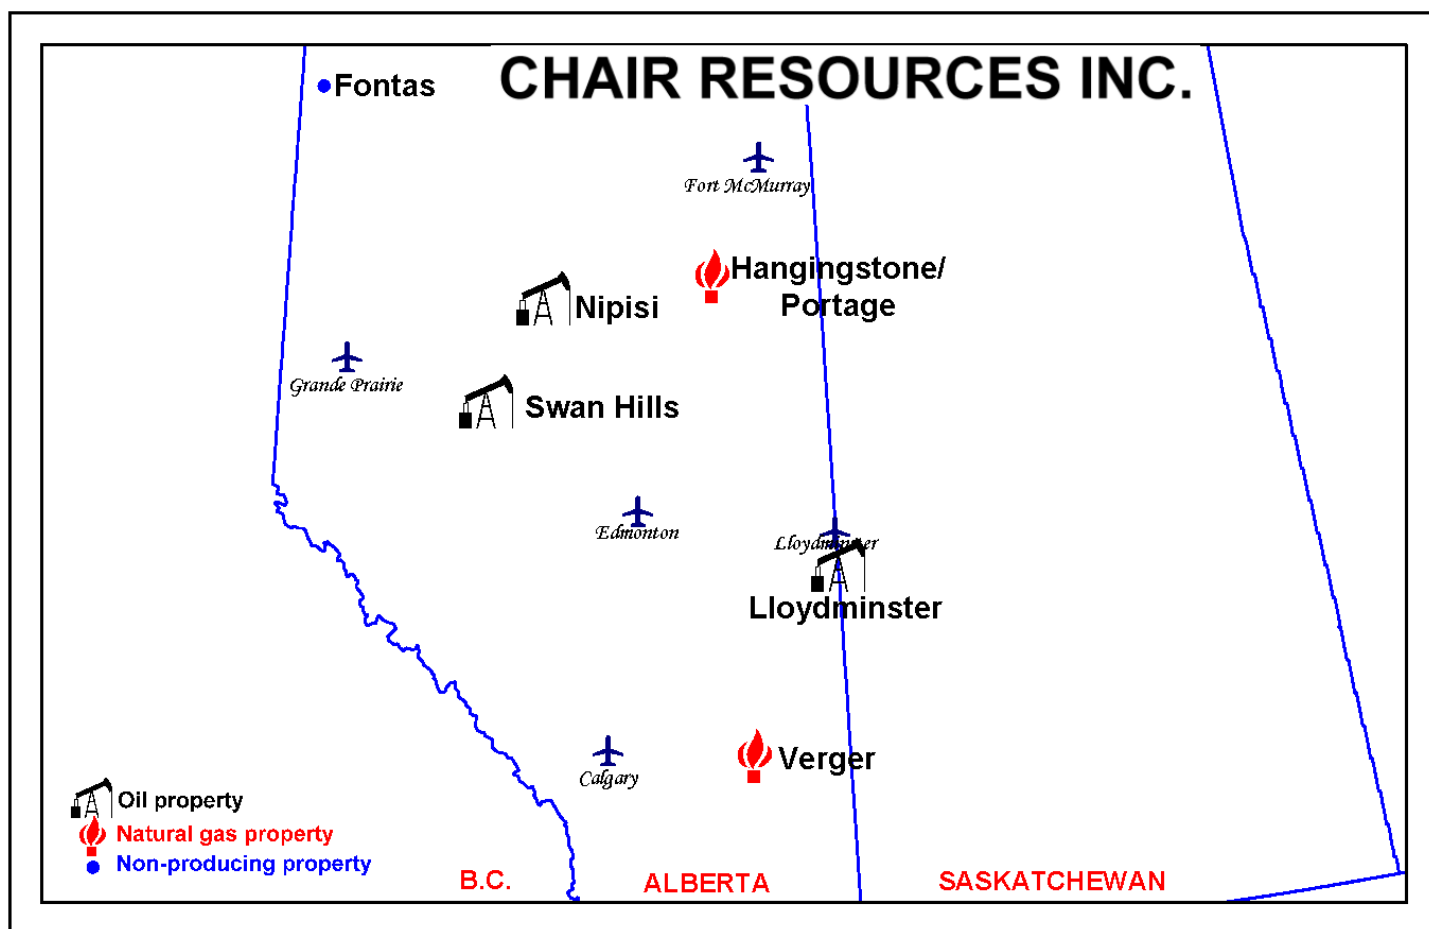 CHAIR RESOURCES INC.
Fontas
Fort McMurray
Hangingstone/
Portage
Nipisi
Grande Prairie
Swan Hills
Edmonton
Lloydminster
Lloydminster
Verger
Calgary
Oil property
Natural gas property
Non-producing property
B.C.
ALBERTA
SASKATCHEWAN